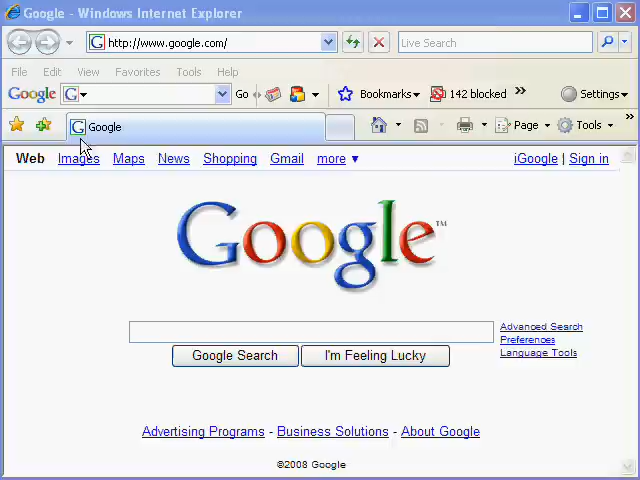 Google - Windows Internet Explorer
http://www.google.com/ Live Search
File Edit View Favorites Tools Help
Google G Go Bookmarks 142 blocked » Settings
G Google Page Tools »
Web Images Maps News Shopping Gmail more ▼ iGoogle | Sign in
Google™
Advanced Search
Preferences
Language Tools
Google Search I'm Feeling Lucky
Advertising Programs - Business Solutions - About Google
©2008 Google